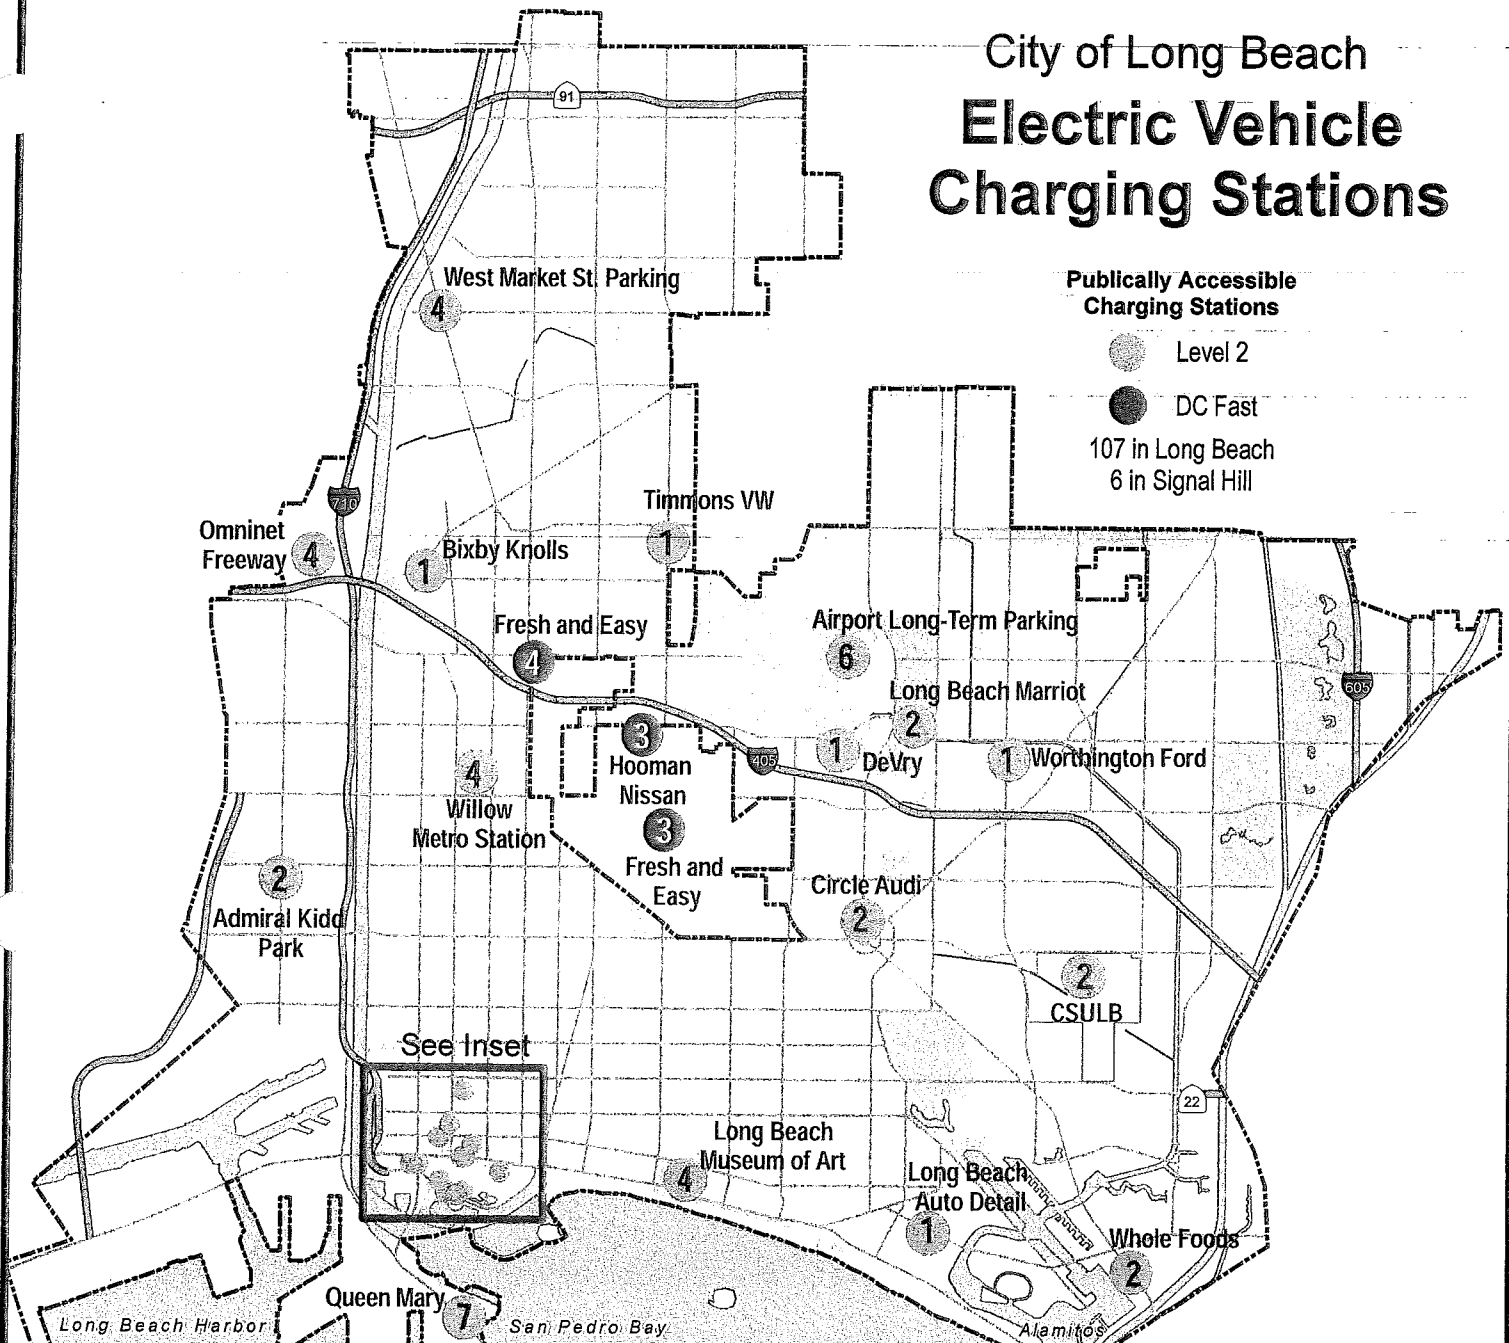 City of Long Beach
Electric Vehicle
Charging Stations
Publically Accessible
Charging Stations
Level 2
DC Fast
107 in Long Beach
6 in Signal Hill
91
West Market St. Parking
4
710
Timmons VW
1
Omninet
Freeway
4
Bixby Knolls
1
Fresh and Easy
4
Airport Long-Term Parking
6
605
Long Beach Marriot
2
3
Hooman
Nissan
405
1
DeVry
1
Worthington Ford
4
Willow
Metro Station
3
Fresh and
Easy
2
Admiral Kidd
Park
Circle Audi
2
2
CSULB
See Inset
22
Long Beach
Museum of Art
4
Long Beach
Auto Detail
1
Whole Foods
2
Queen Mary
7
Long Beach Harbor
San Pedro Bay
Alamitos